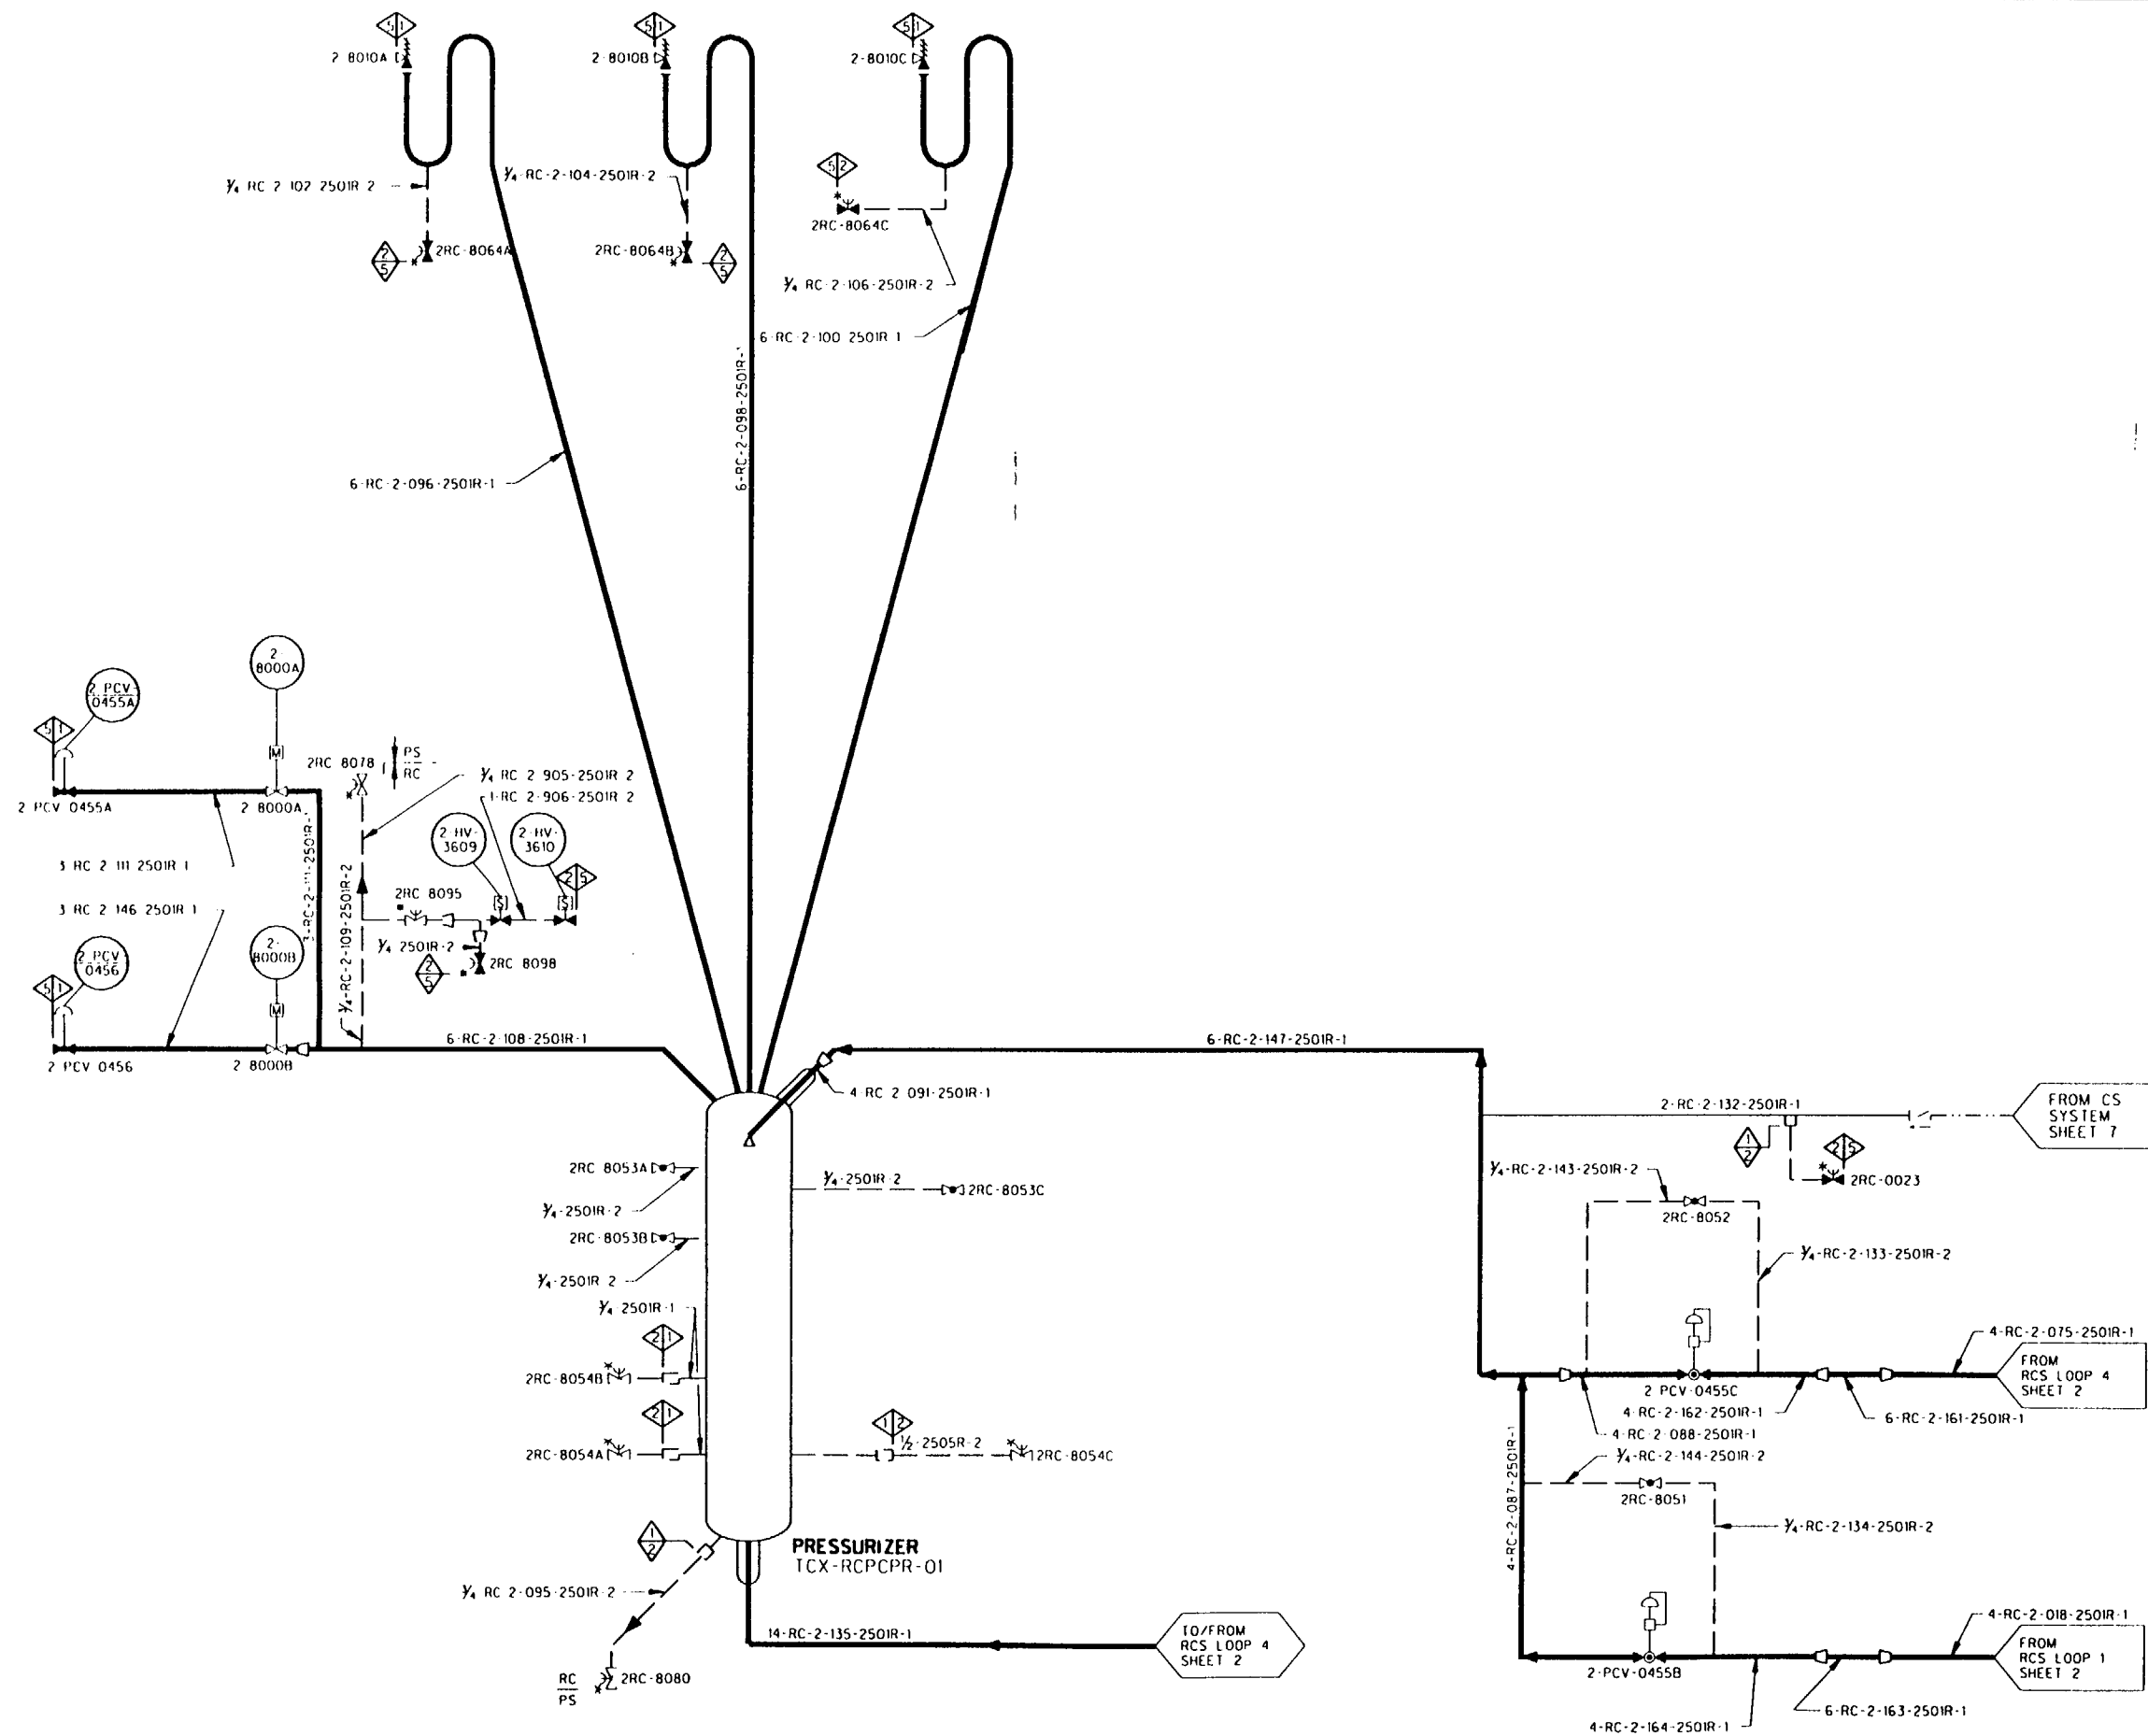 5 1
5 1
5 1
2-8010A
2-8010B
2-8010C
5 2
¾ RC 2 102 2501R 2
¾-RC-2-104-2501R-2
2RC-8064C
2RC-8064A
2RC-8064B
2 5
2 5
¾ RC-2-106-2501R-2
6-RC-2-100 2501R 1
6-RC-2-098-2501R-1
6-RC-2-096-2501R-1
2-
8000A
2 PCV
0455A
5 1
M
2RC 8078
PS
RC
¾ RC 2 905-2501R 2
1-RC 2-906-2501R 2
2 PCV 0455A
2 8000A
3-RC-2-111-2501R-1
2-HV-
3609
2-HV-
3610
3 RC 2 111 2501R 1
2 5
2RC 8095
S
S
3 RC 2 146 2501R 1
¾-RC-2-109-2501R-2
2-
8000B
2 PCV
0456
¾ 2501R-2
2RC 8098
2 5
5 1
M
6-RC-2-108-2501R-1
6-RC-2-147-2501R-1
2 PCV 0456
2 8000B
4-RC 2 091-2501R-1
2-RC-2-132-2501R-1
FROM CS
SYSTEM
SHEET 7
1 2
2 5
2RC 8053A
¾-RC-2-143-2501R-2
¾-2501R-2
2RC-8053C
2RC-0023
¾-2501R-2
2RC-8052
2RC-8053B
¾-RC-2-133-2501R-2
¾-2501R 2
¾ 2501R-1
2 1
4-RC-2-075-2501R-1
FROM
RCS LOOP 4
SHEET 2
2RC-8054B
2 PCV-0455C
4-RC-2-162-2501R-1
6-RC-2-161-2501R-1
2 1
1 2
4-RC-2-088-2501R-1
½-2505R-2
2RC-8054A
2RC-8054C
¾-RC-2-144-2501R-2
4-RC-2-087-2501R-1
2RC-8051
1 2
¾-RC-2-134-2501R-2
PRESSURIZER
TCX-RCPCPR-01
¾ RC 2-095-2501R-2
14-RC-2-135-2501R-1
TO/FROM
RCS LOOP 4
SHEET 2
4-RC-2-018-2501R-1
FROM
RCS LOOP 1
SHEET 2
RC
PS
2RC-8080
2-PCV-0455B
6-RC-2-163-2501R-1
4-RC-2-164-2501R-1